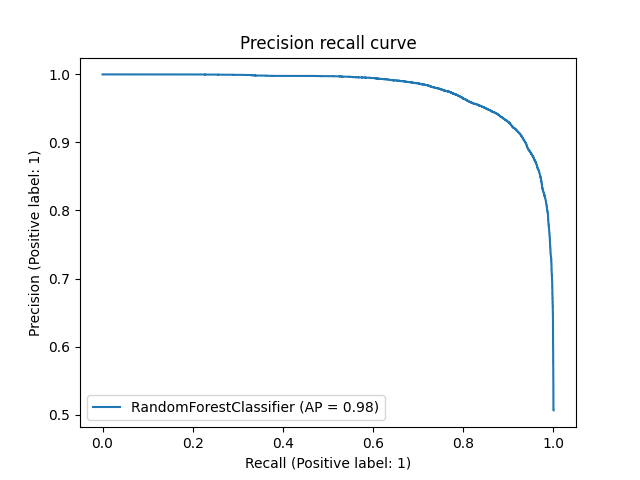 Precision recall curve
1.0
0.9
0.8
0.7
0.6
0.5
Precision (Positive label: 1)
RandomForestClassifier (AP = 0.98)
0.0 0.2 0.4 0.6 0.8 1.0
Recall (Positive label: 1)